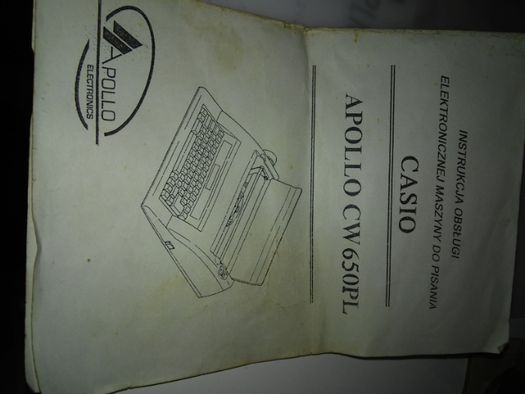 INSTRUKCJA OBSŁUGI
ELEKTRONICZNEJ MASZYNY DO PISANIA
CASIO
APOLLO CW 650PL
APOLLO
ELECTRONICS